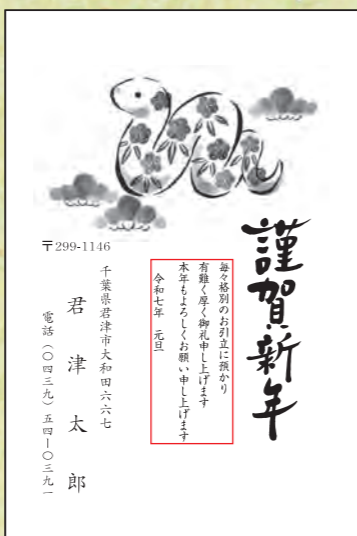 謹賀新年
毎々格別のお引立に預かり
有難く厚く御礼申し上げます
本年もよろしくお願い申し上げます
令和七年　元旦
〒299-1146
千葉県君津市大和田六六七
君津太郎
電話（〇四三九）五四ー〇三九一